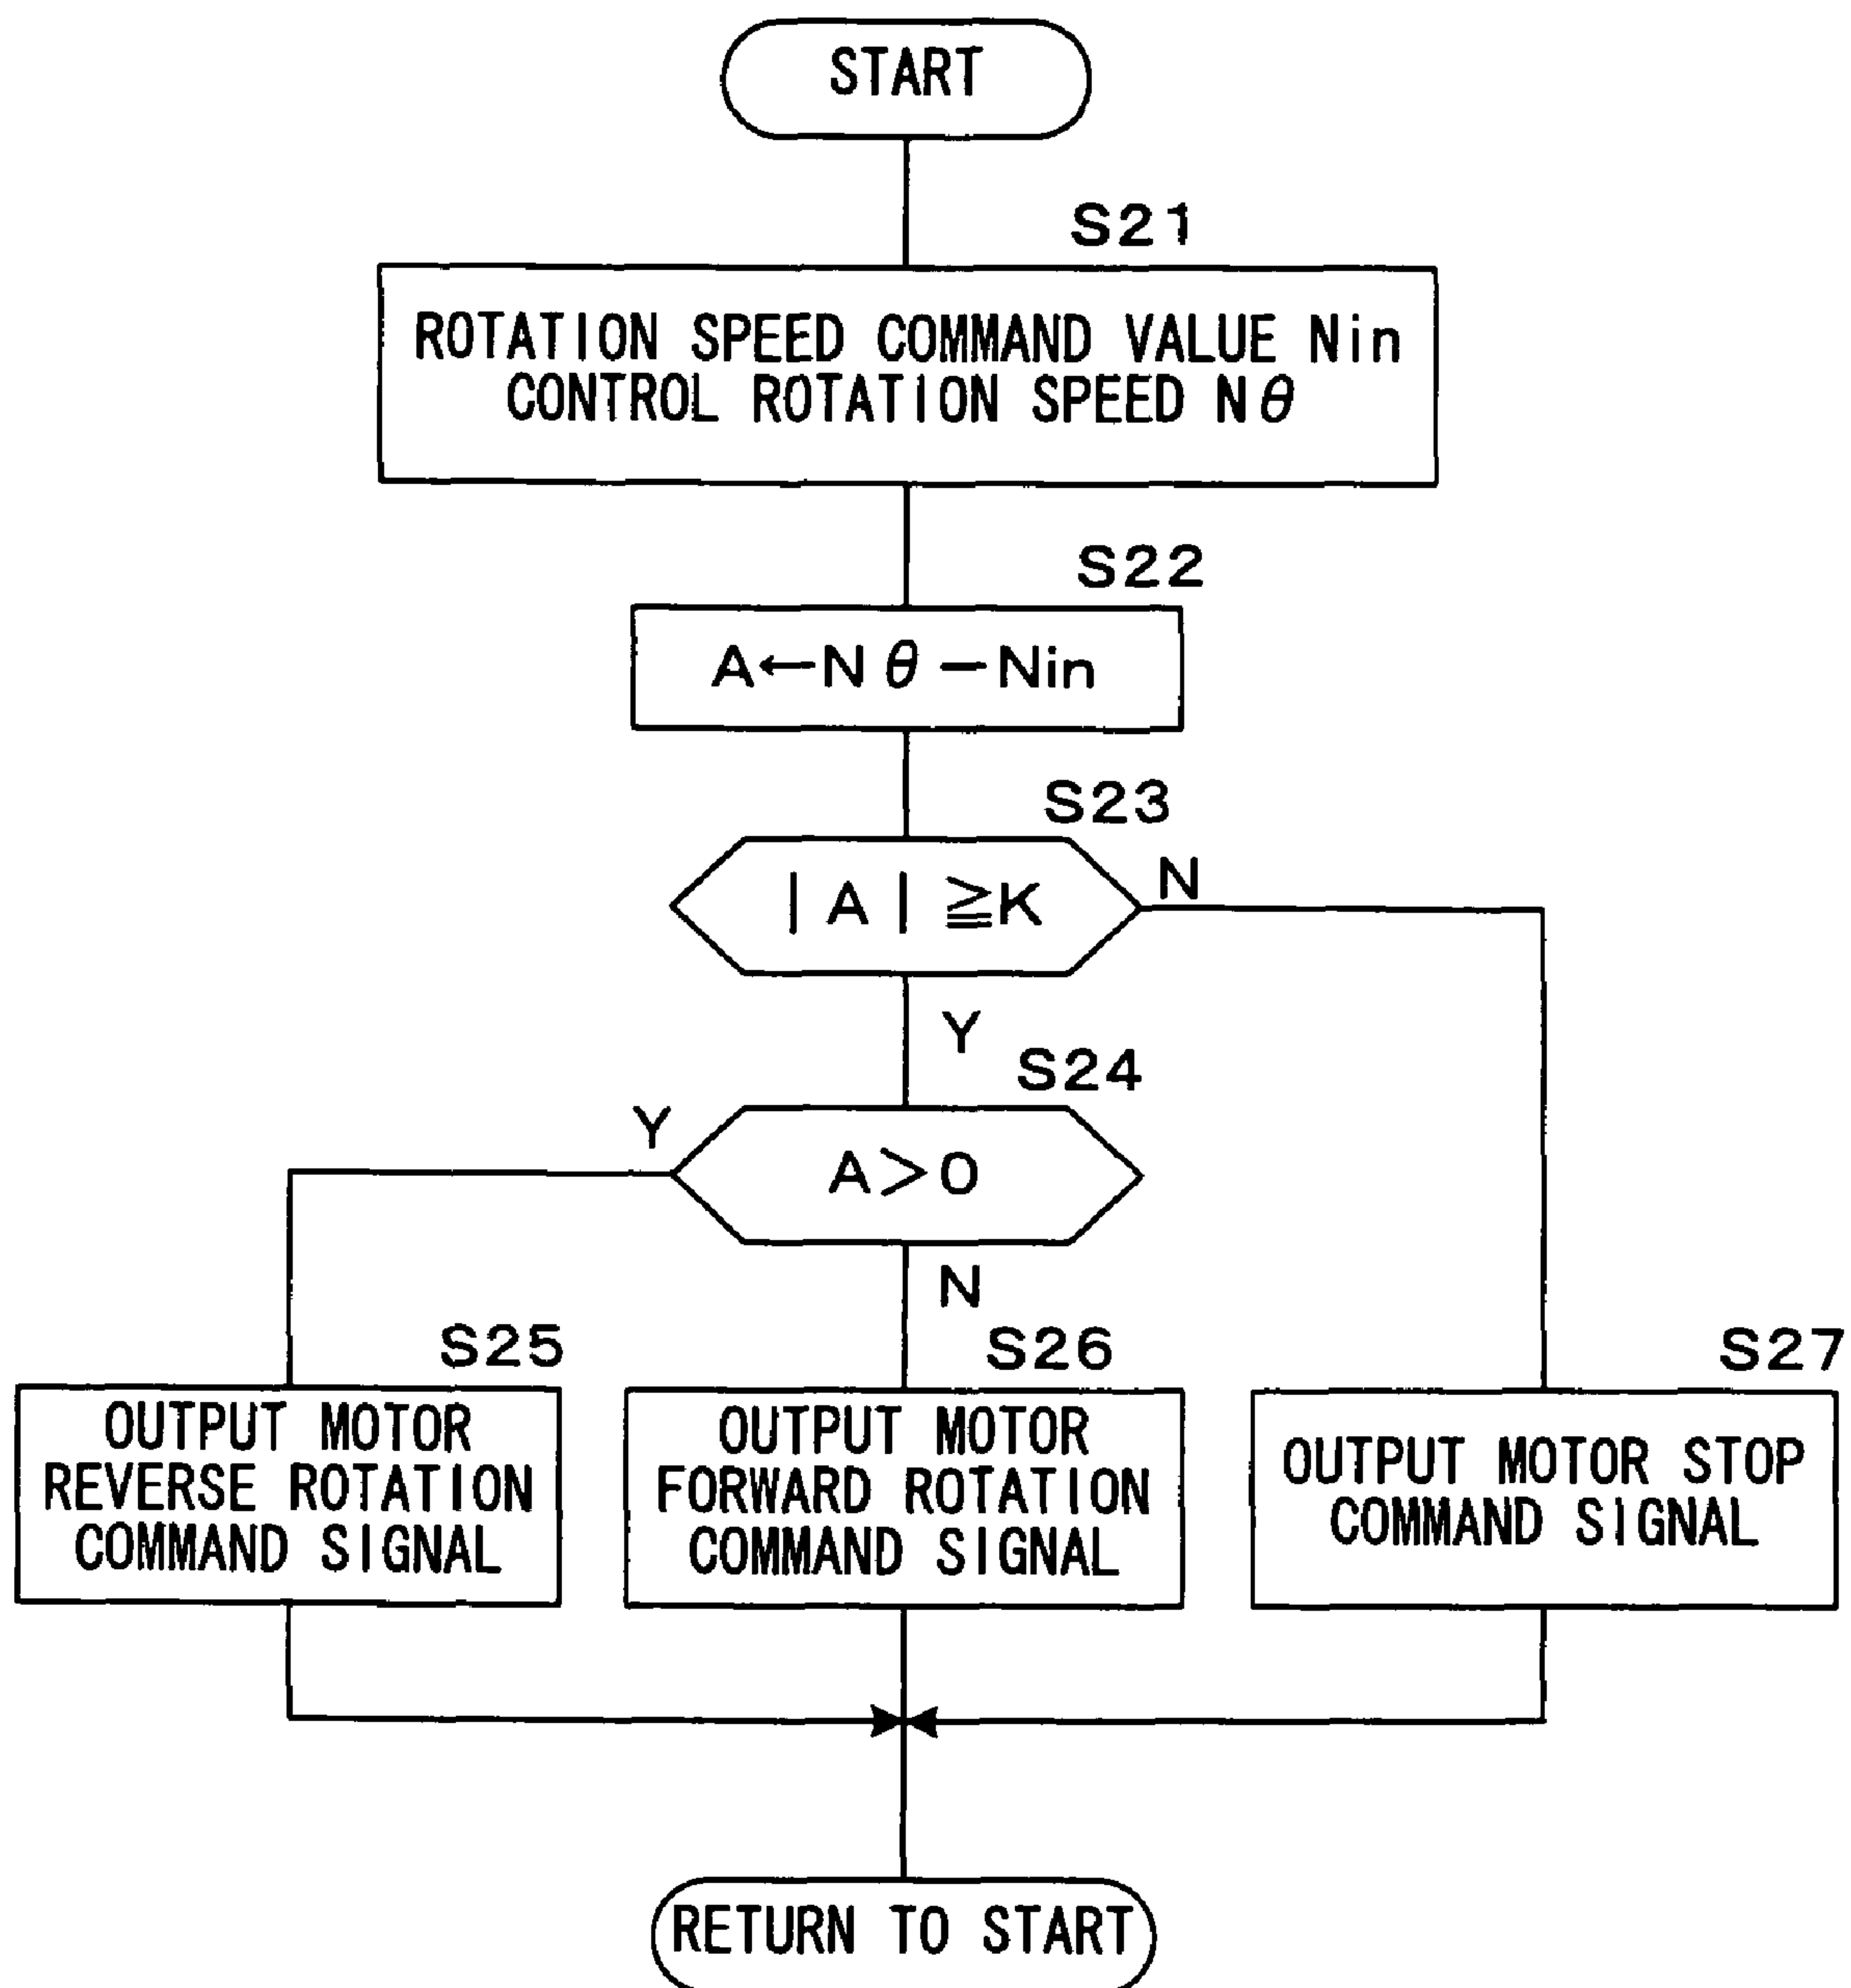 START
S21
ROTATION SPEED COMMAND VALUE Nin
CONTROL ROTATION SPEED Nθ
S22
A←Nθ−Nin
S23
|A|≧K
N
Y
S24
Y
A>0
N
S25
OUTPUT MOTOR
REVERSE ROTATION
COMMAND SIGNAL
S26
OUTPUT MOTOR
FORWARD ROTATION
COMMAND SIGNAL
S27
OUTPUT MOTOR STOP
COMMAND SIGNAL
RETURN TO START